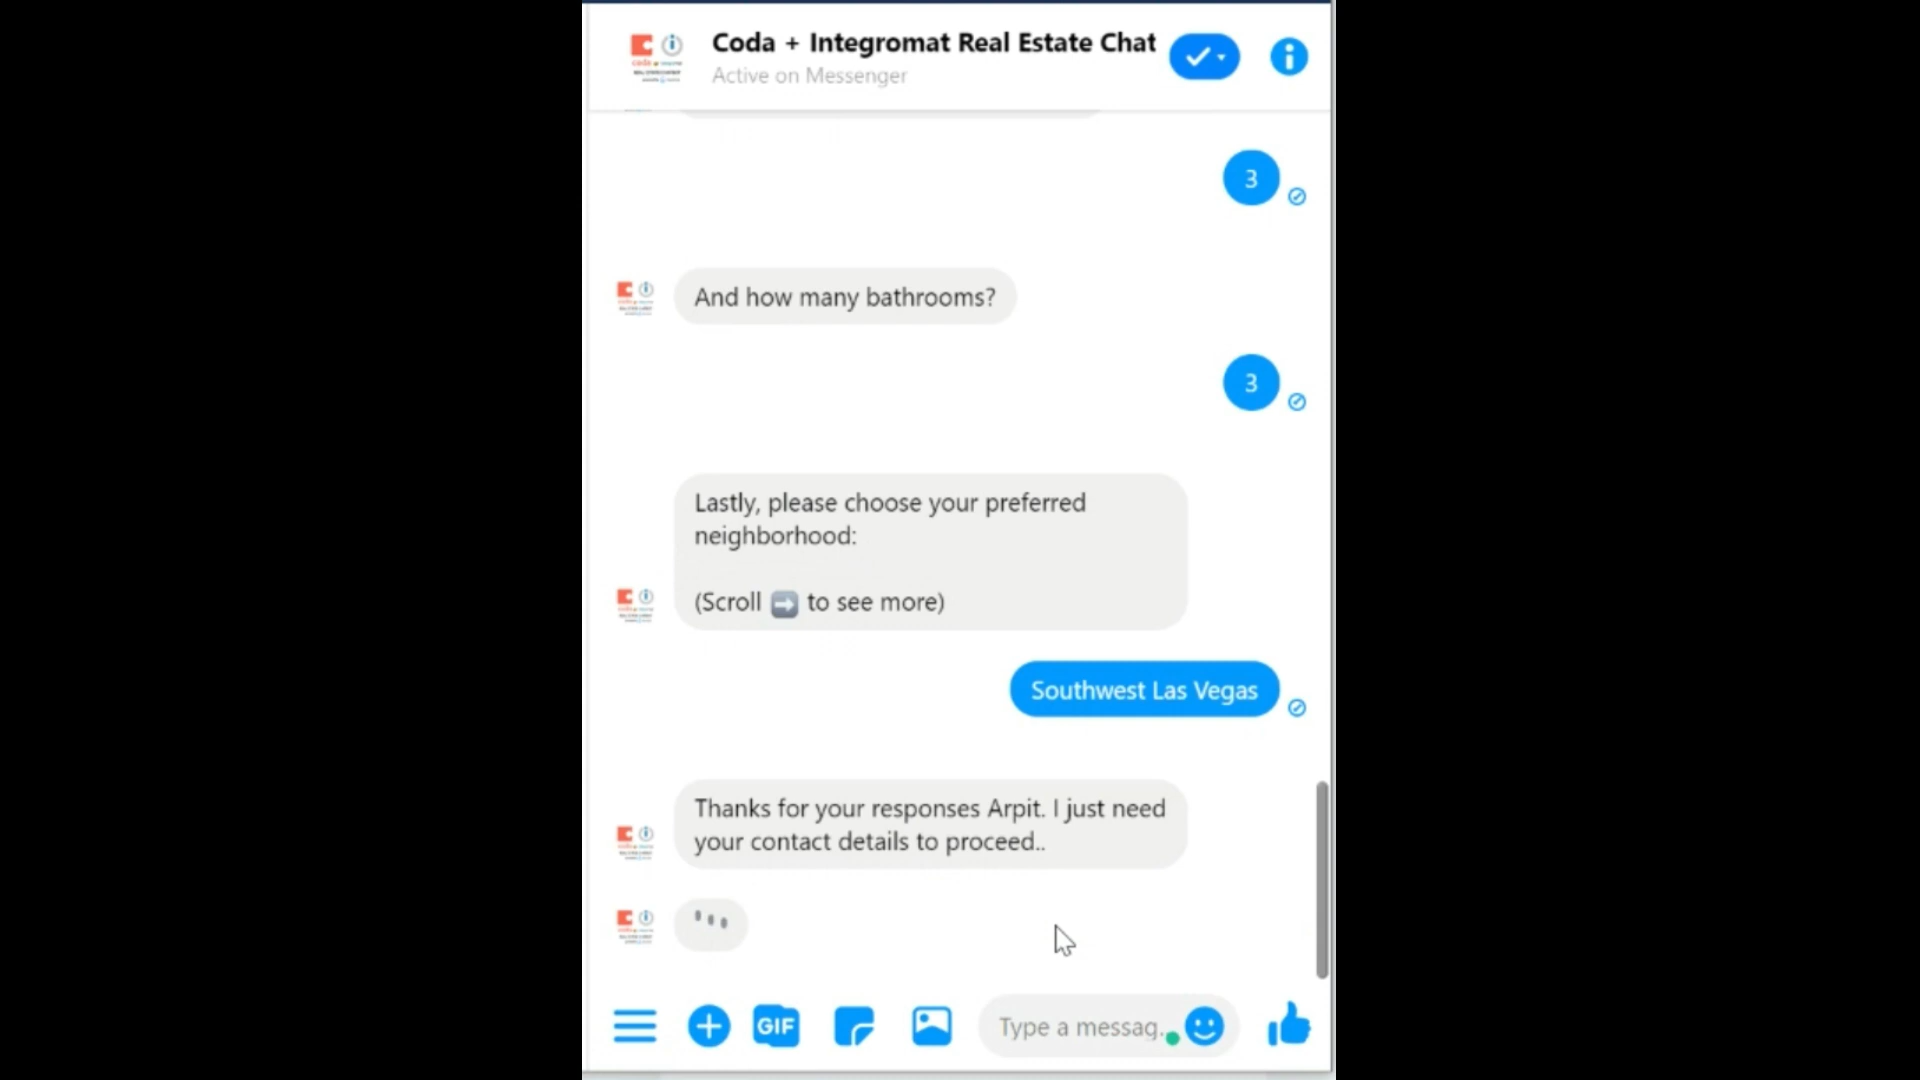 Coda + Integromat Real Estate Chat
Active on Messenger
3
And how many bathrooms?
3
Lastly, please choose your preferred
neighborhood:
(Scroll ➡️ to see more)
Southwest Las Vegas
Thanks for your responses Arpit. I just need
your contact details to proceed..
GIF
Type a messag.